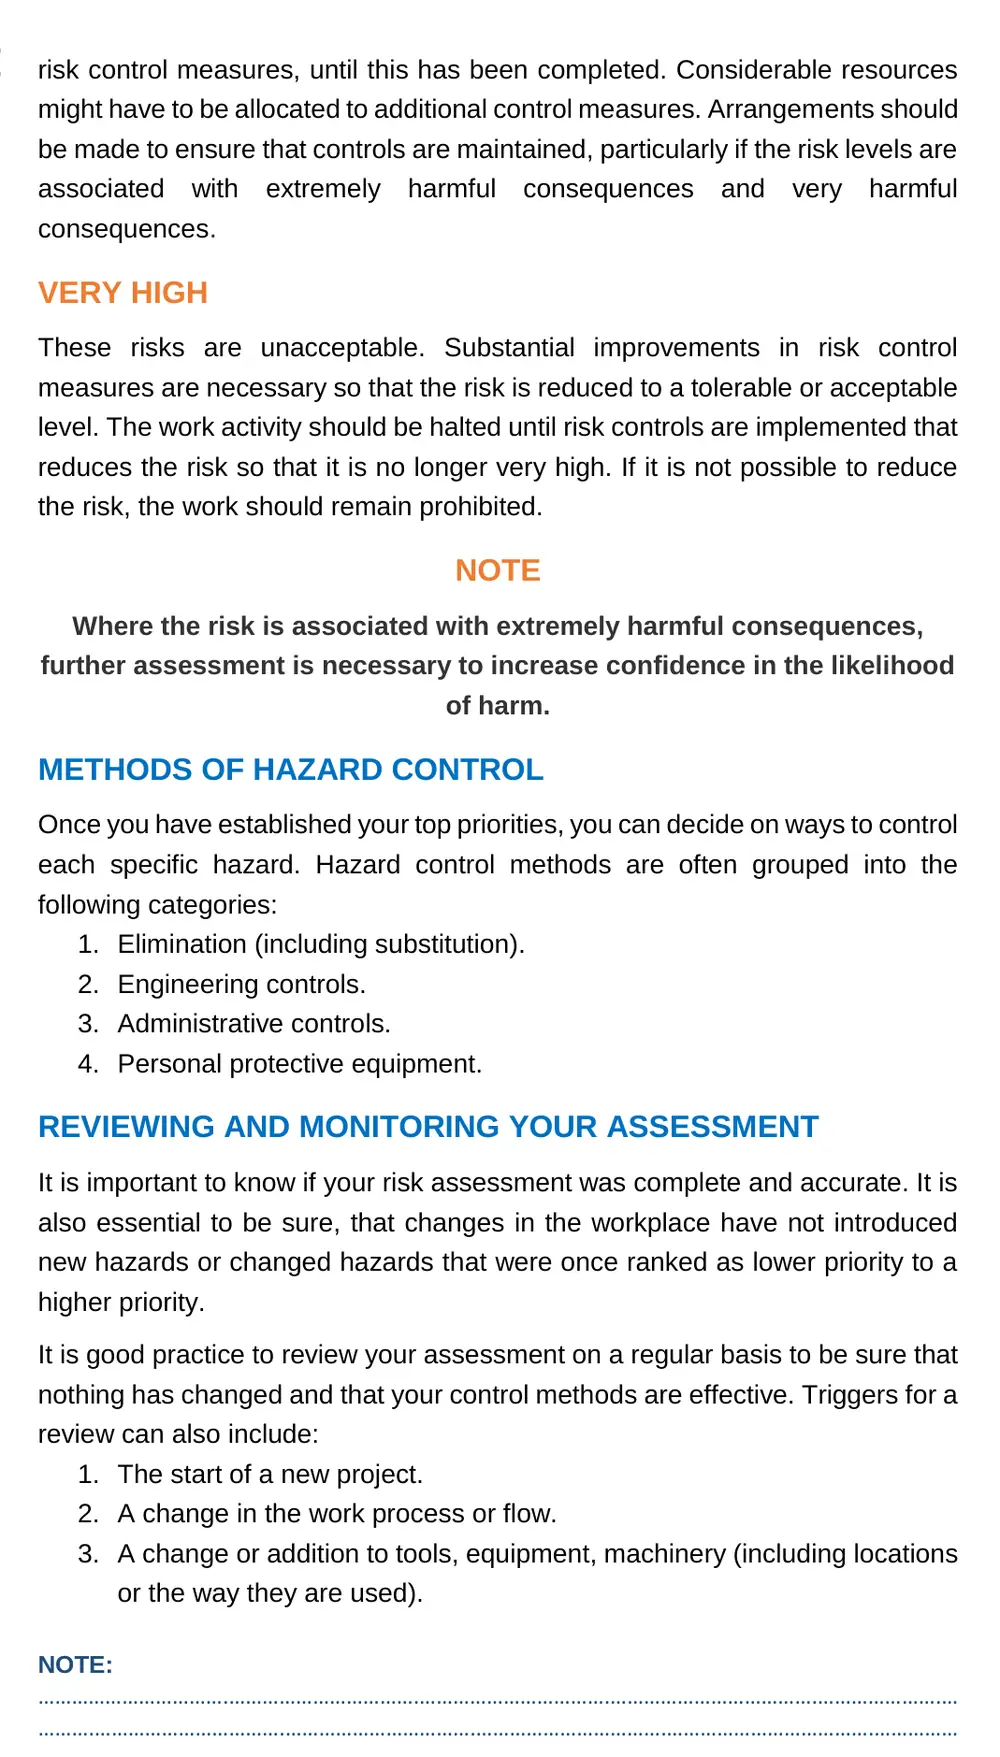 risk control measures, until this has been completed. Considerable resources
might have to be allocated to additional control measures. Arrangements should
be made to ensure that controls are maintained, particularly if the risk levels are
associated with extremely harmful consequences and very harmful
consequences.
VERY HIGH
These risks are unacceptable. Substantial improvements in risk control
measures are necessary so that the risk is reduced to a tolerable or acceptable
level. The work activity should be halted until risk controls are implemented that
reduces the risk so that it is no longer very high. If it is not possible to reduce
the risk, the work should remain prohibited.
NOTE
Where the risk is associated with extremely harmful consequences,
further assessment is necessary to increase confidence in the likelihood
of harm.
METHODS OF HAZARD CONTROL
Once you have established your top priorities, you can decide on ways to control
each specific hazard. Hazard control methods are often grouped into the
following categories:
1. Elimination (including substitution).
2. Engineering controls.
3. Administrative controls.
4. Personal protective equipment.
REVIEWING AND MONITORING YOUR ASSESSMENT
It is important to know if your risk assessment was complete and accurate. It is
also essential to be sure, that changes in the workplace have not introduced
new hazards or changed hazards that were once ranked as lower priority to a
higher priority.
It is good practice to review your assessment on a regular basis to be sure that
nothing has changed and that your control methods are effective. Triggers for a
review can also include:
1. The start of a new project.
2. A change in the work process or flow.
3. A change or addition to tools, equipment, machinery (including locations
or the way they are used).
NOTE: